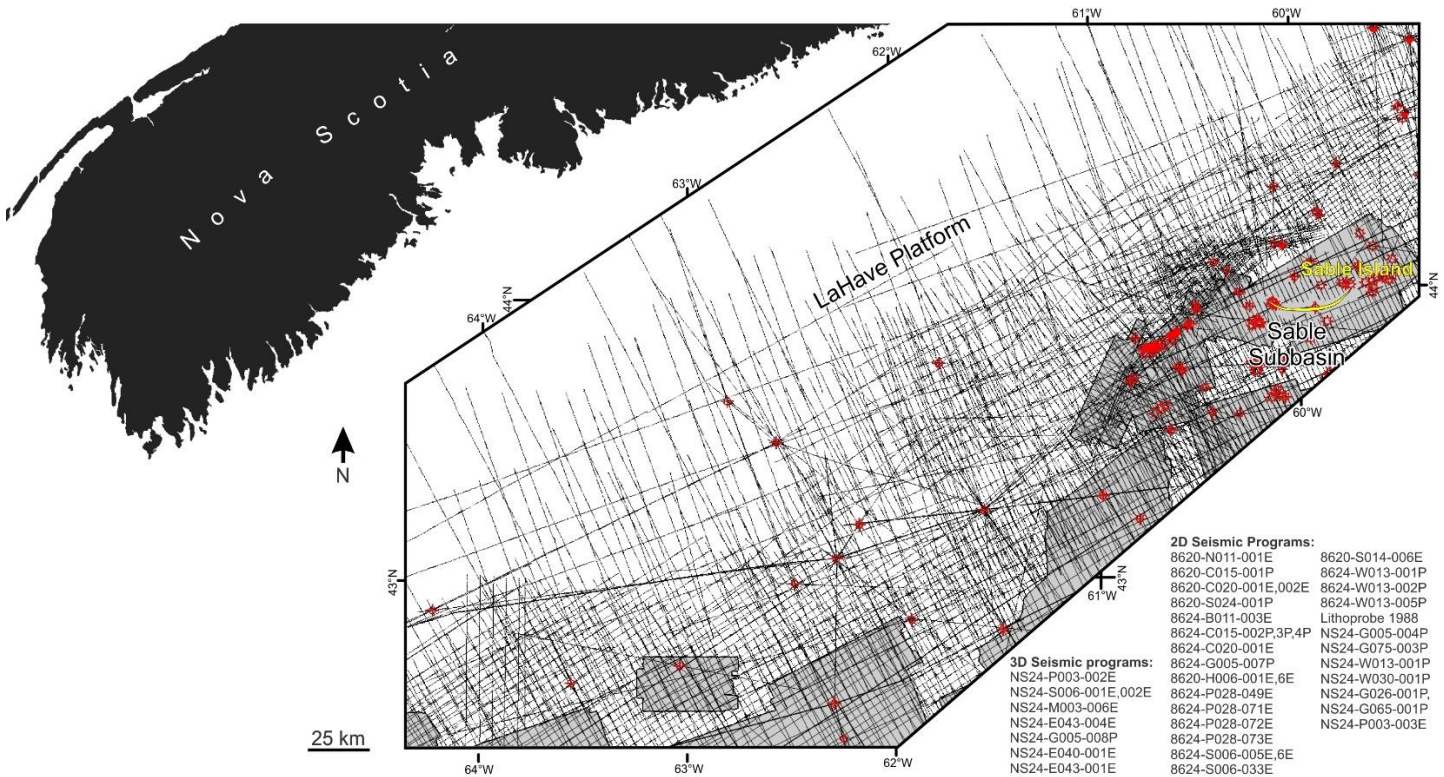 61°W
60°W
62°W
Nova Scotia
63°W
LaHave Platform
Sable Island
44°N
44°N
64°W
Sable
Subbasin
60°W
N
43°N
61°W
43°N
25 km
64°W
63°W
62°W
3D Seismic programs:
NS24-P003-002E
NS24-S006-001E,002E
NS24-M003-006E
NS24-E043-004E
NS24-G005-008P
NS24-E040-001E
NS24-E043-001E
2D Seismic Programs:
8620-N011-001E
8620-C015-001P
8620-C020-001E,002E
8620-S024-001P
8624-B011-003E
8624-C015-002P,3P,4P
8624-C020-001E
8624-G005-007P
8620-H006-001E,6E
8624-P028-049E
8624-P028-071E
8624-P028-072E
8624-P028-073E
8624-S006-005E,6E
8624-S006-033E
8620-S014-006E
8624-W013-001P
8624-W013-002P
8624-W013-005P
Lithoprobe 1988
NS24-G005-004P
NS24-G075-003P
NS24-W013-001P
NS24-W030-001P
NS24-G026-001P,
NS24-G065-001P
NS24-P003-003E